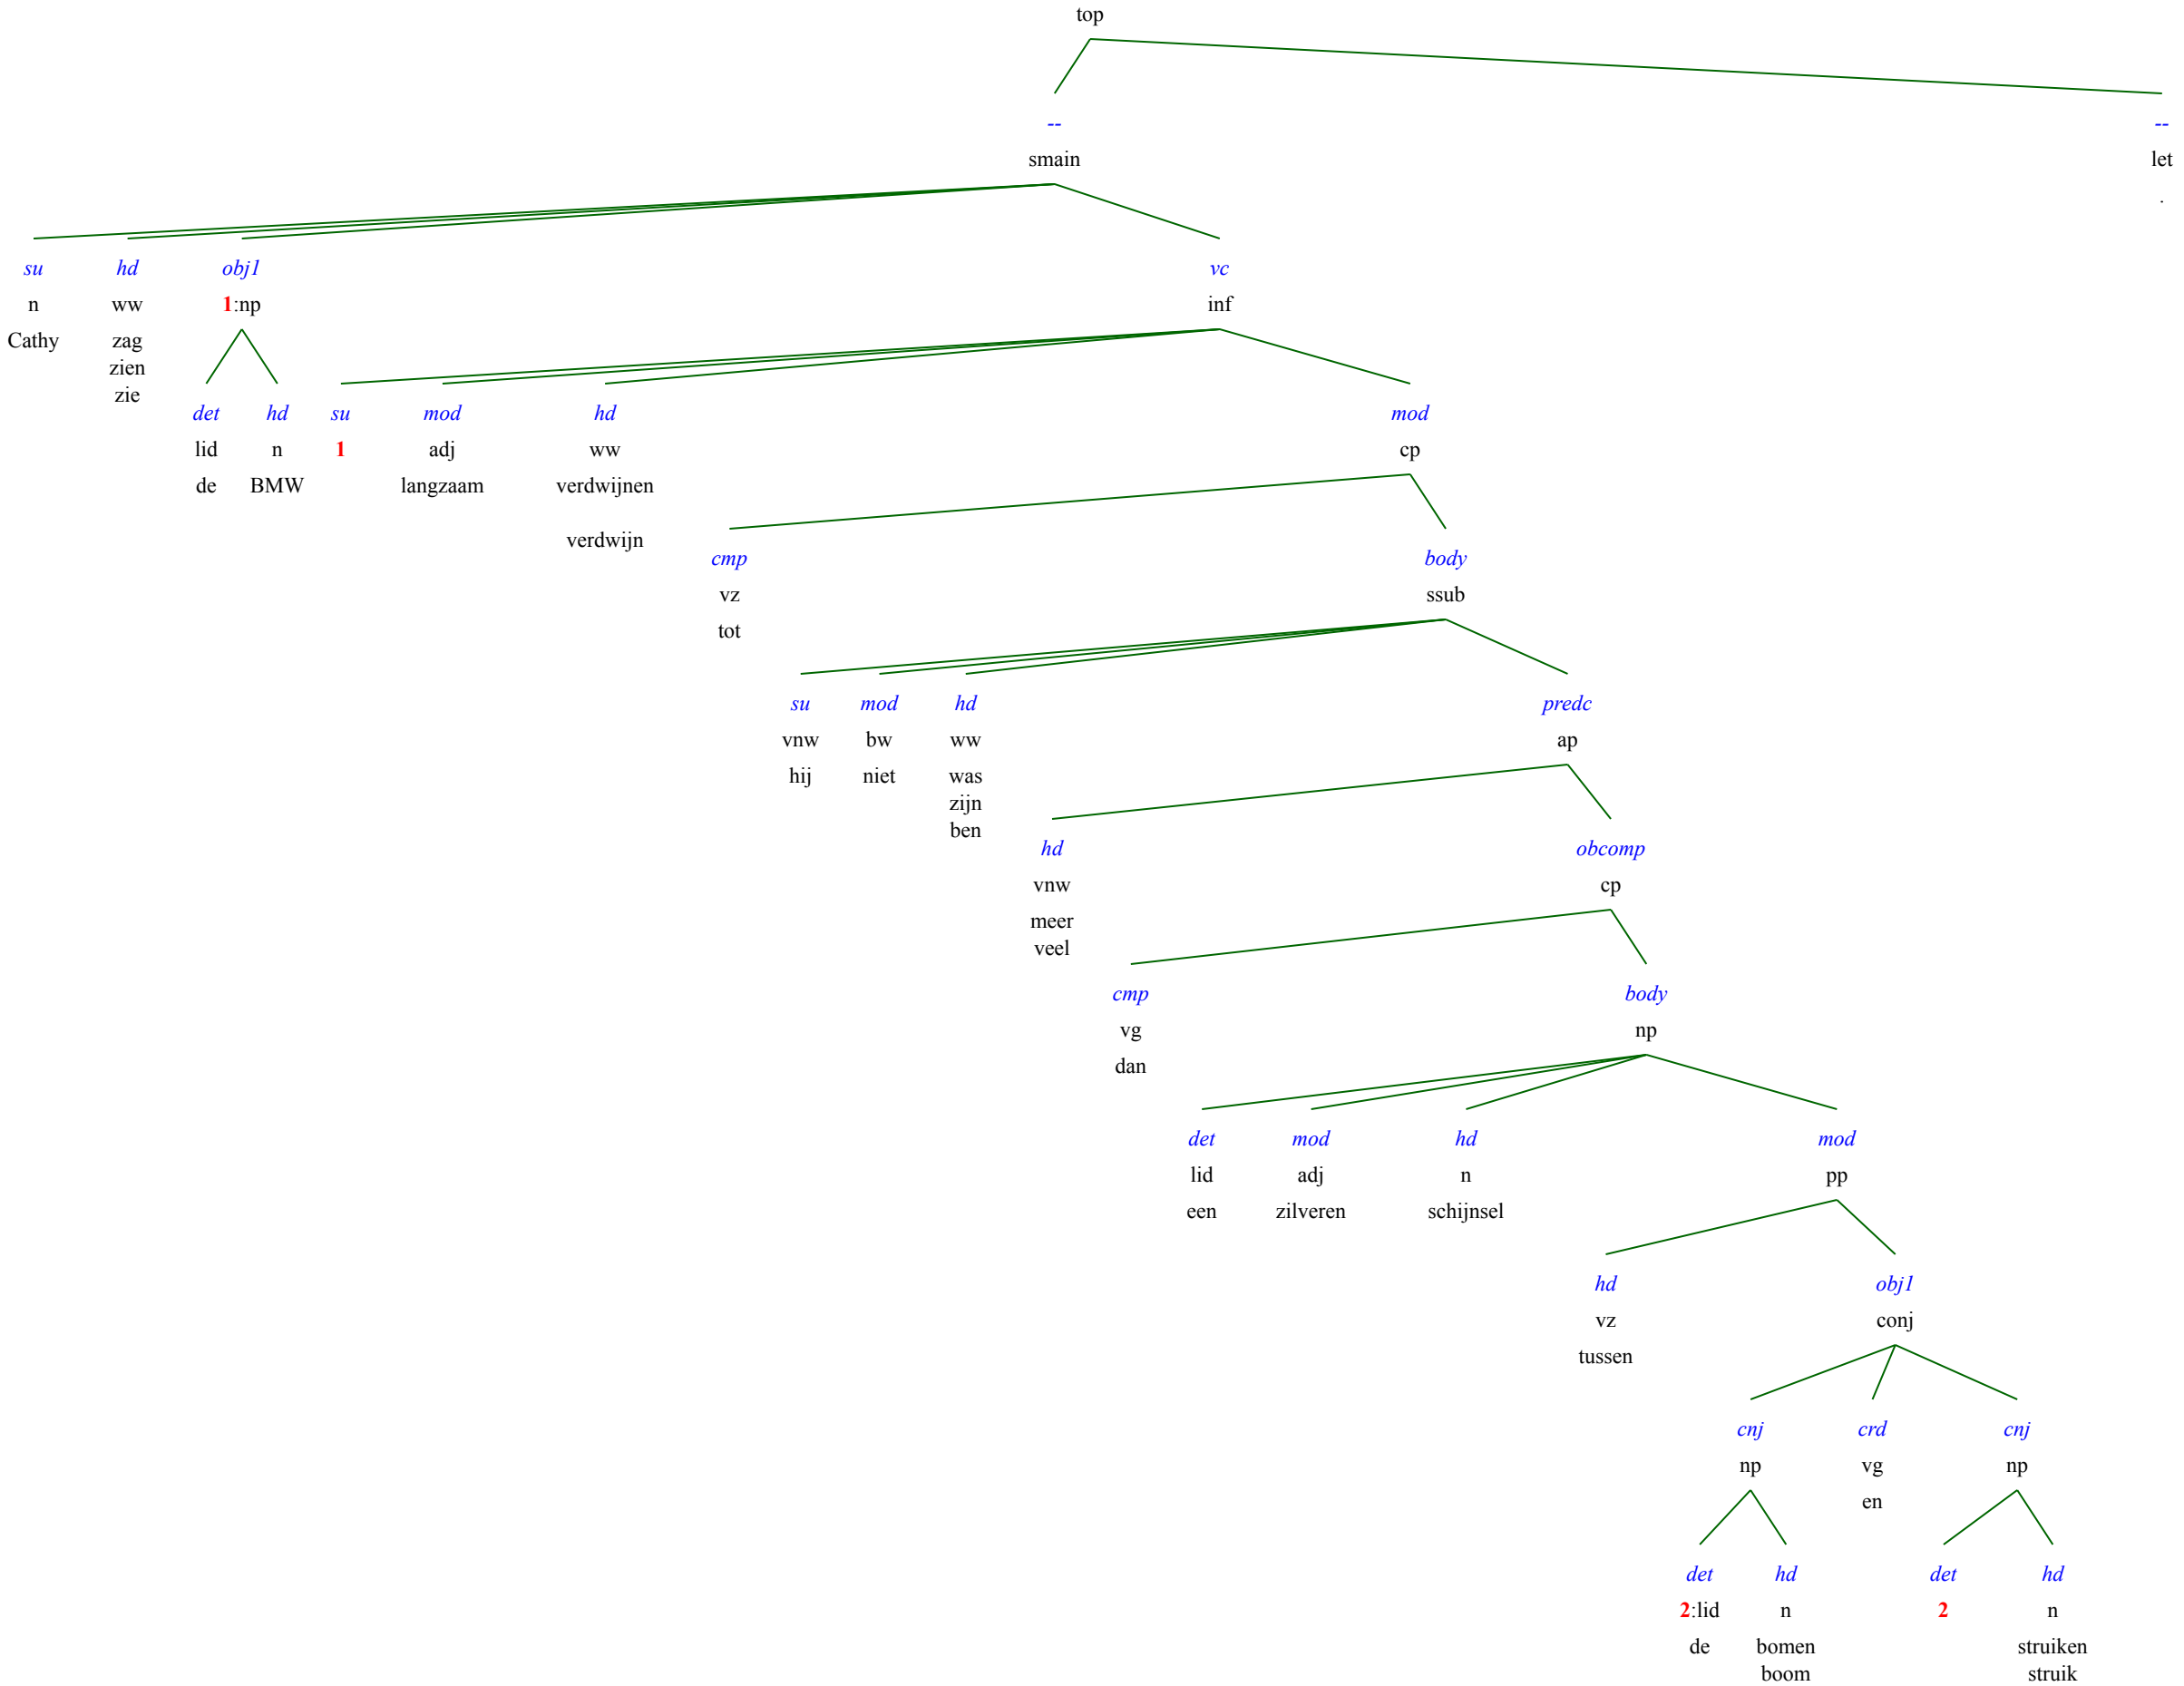 top
-- --
smain let
.
su hd obj1 vc
n ww 1:np inf
Cathy zag
zien
zie
det hd su mod hd mod
lid n 1 adj ww cp
de BMW langzaam verdwijnen
verdwijn
cmp body
vz ssub
tot
su mod hd predc
vnw bw ww ap
hij niet was
zijn
ben
hd obcomp
vnw cp
meer
veel
cmp body
vg np
dan
det mod hd mod
lid adj n pp
een zilveren schijnsel
hd obj1
vz conj
tussen
cnj crd cnj
np vg np
en
det hd det hd
2:lid n 2 n
de bomen struiken
boom struik